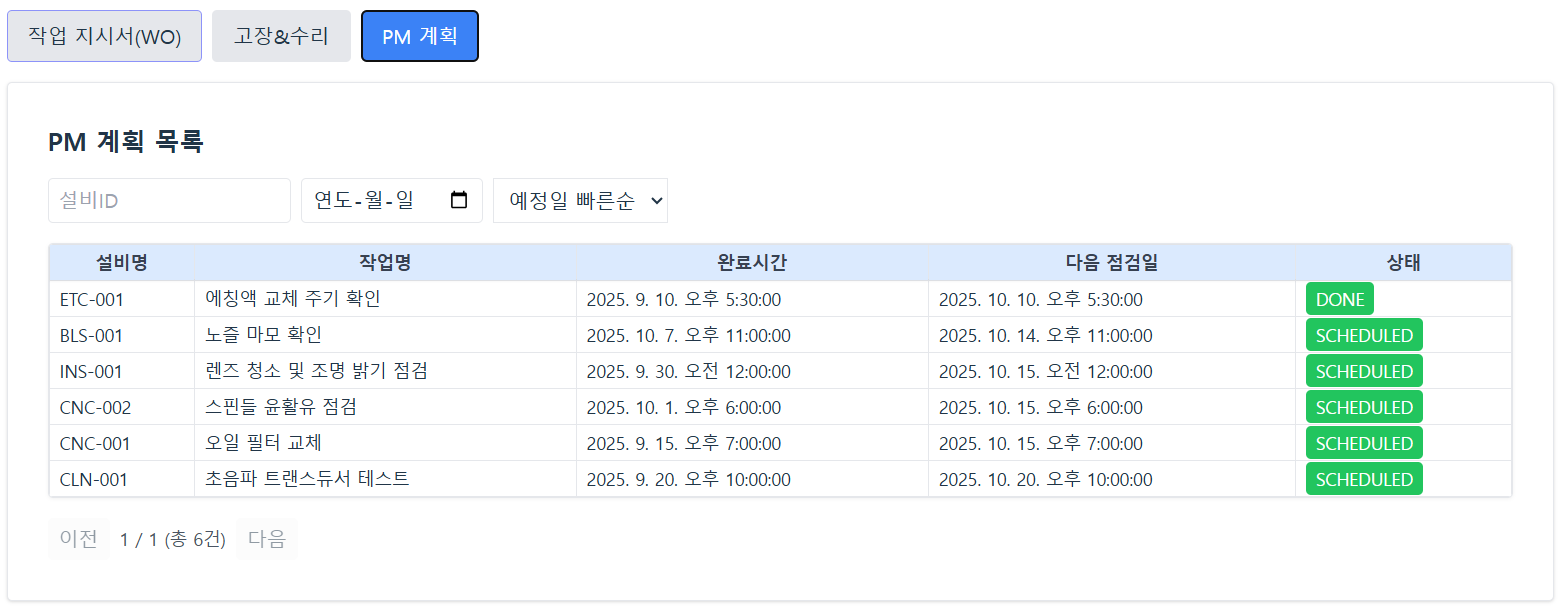 작업 지시서(WO) 고장&수리 PM 계획
PM 계획 목록
설비ID 연도-월-일 예정일 빠른순
설비명 작업명 완료시간 다음 점검일 상태
ETC-001 에칭액 교체 주기 확인 2025. 9. 10. 오후 5:30:00 2025. 10. 10. 오후 5:30:00 DONE
BLS-001 노즐 마모 확인 2025. 10. 7. 오후 11:00:00 2025. 10. 14. 오후 11:00:00 SCHEDULED
INS-001 렌즈 청소 및 조명 밝기 점검 2025. 9. 30. 오전 12:00:00 2025. 10. 15. 오전 12:00:00 SCHEDULED
CNC-002 스핀들 윤활유 점검 2025. 10. 1. 오후 6:00:00 2025. 10. 15. 오후 6:00:00 SCHEDULED
CNC-001 오일 필터 교체 2025. 9. 15. 오후 7:00:00 2025. 10. 15. 오후 7:00:00 SCHEDULED
CLN-001 초음파 트랜스듀서 테스트 2025. 9. 20. 오후 10:00:00 2025. 10. 20. 오후 10:00:00 SCHEDULED
이전 1 / 1 (총 6건) 다음